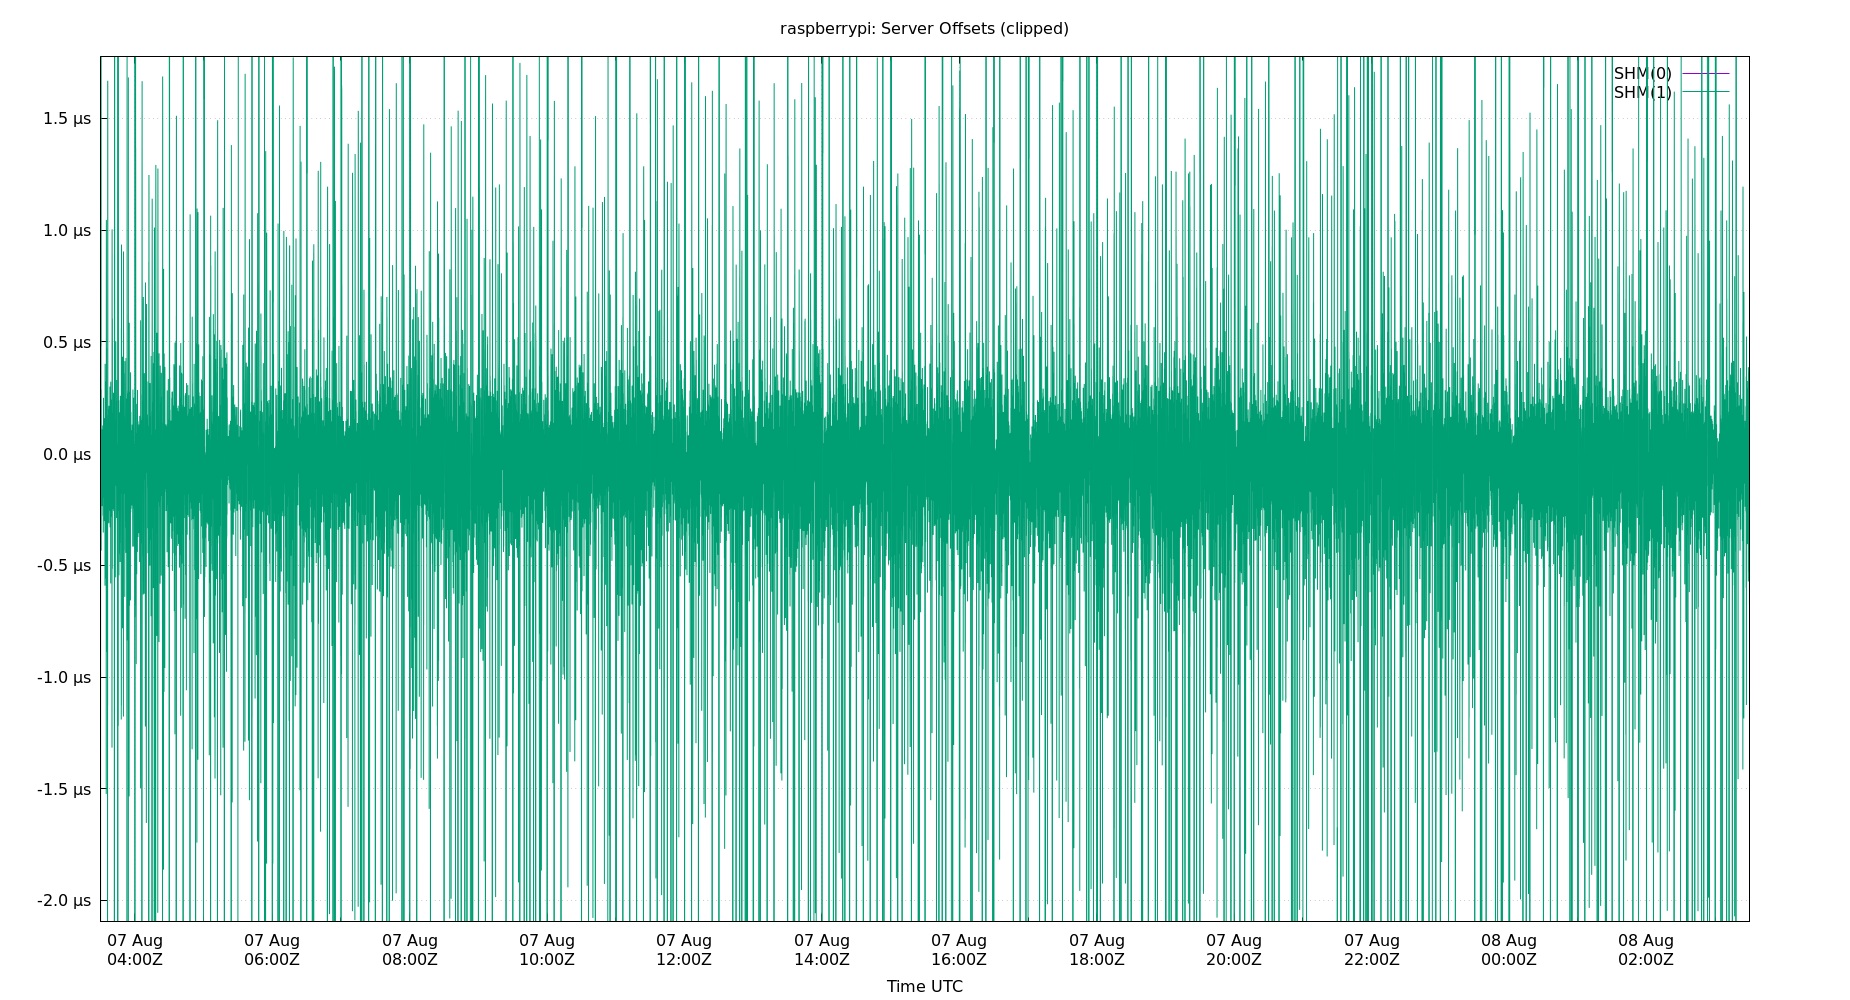 raspberrypi: Server Offsets (clipped)
SHM(0)
SHM(1)
1.5 µs
1.0 µs
0.5 µs
0.0 µs
-0.5 µs
-1.0 µs
-1.5 µs
-2.0 µs
07 Aug 07 Aug 07 Aug 07 Aug 07 Aug 07 Aug 07 Aug 07 Aug 07 Aug 07 Aug 08 Aug 08 Aug
04:00Z 06:00Z 08:00Z 10:00Z 12:00Z 14:00Z 16:00Z 18:00Z 20:00Z 22:00Z 00:00Z 02:00Z
Time UTC